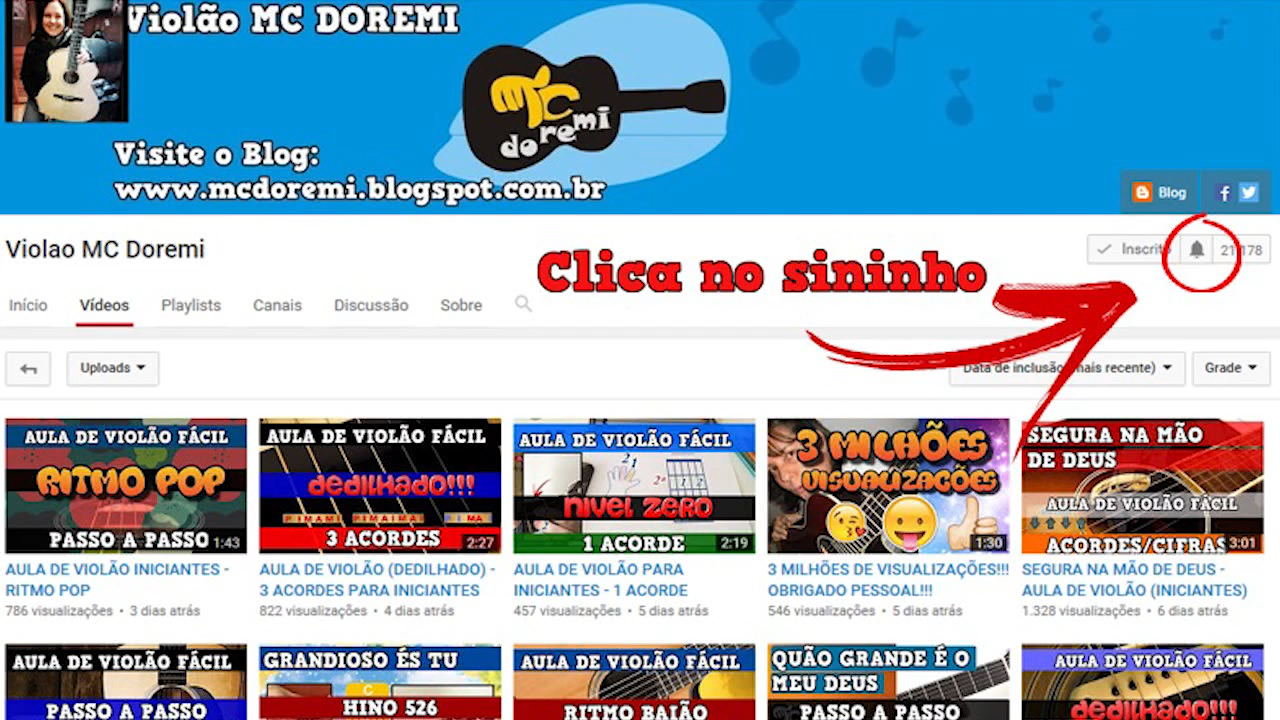 Violão MC DOREMI
MC
doremi
Visite o Blog:
www.mcdoremi.blogspot.com.br
Blog
Violao MC Doremi
Clica no sininho
Inscrito
Início Vídeos Playlists Canais Discussão Sobre
Uploads
Data de inclusão (mais recente)
Grade
AULA DE VIOLÃO FÁCIL
RITMO POP
PASSO A PASSO
1:43
AULA DE VIOLÃO INICIANTES -
RITMO POP
786 visualizações • 3 dias atrás
AULA DE VIOLÃO FÁCIL
DEDILHADO!!!
3 ACORDES
2:27
AULA DE VIOLÃO (DEDILHADO) -
3 ACORDES PARA INICIANTES
822 visualizações • 4 dias atrás
AULA DE VIOLÃO FÁCIL
NIVEL ZERO
1 ACORDE
2:19
AULA DE VIOLÃO PARA
INICIANTES - 1 ACORDE
457 visualizações • 5 dias atrás
3 MILHÕES
VISUALIZAÇÕES
1:30
3 MILHÕES DE VISUALIZAÇÕES!!!
OBRIGADO PESSOAL!!!
546 visualizações • 5 dias atrás
SEGURA NA MÃO
DE DEUS
AULA DE VIOLÃO FÁCIL
ACORDES/CIFRAS
3:01
SEGURA NA MÃO DE DEUS -
AULA DE VIOLÃO (INICIANTES)
1.328 visualizações • 6 dias atrás
AULA DE VIOLÃO FÁCIL
PASSO A PASSO
GRANDIOSO ÉS TU
C
HINO 526
AULA DE VIOLÃO FÁCIL
RITMO BAIÃO
QUÃO GRANDE É O
MEU DEUS
PASSO A PASSO
AULA DE VIOLÃO FÁCIL
DEDILHADO!!!